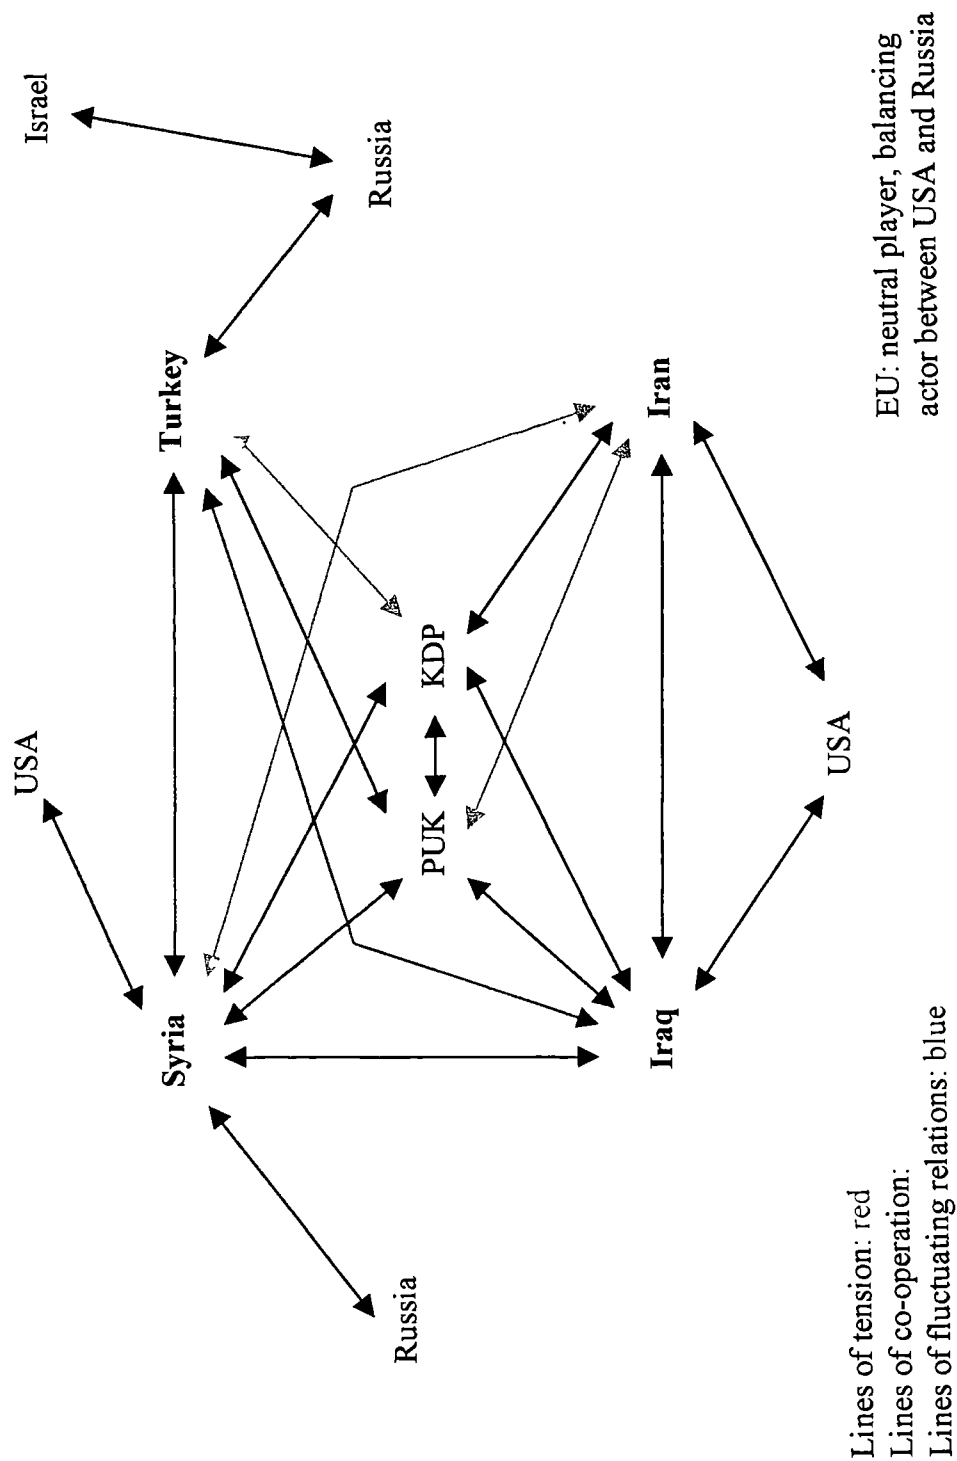 USA
Israel
Syria
Turkey
Russia
PUK
KDP
Russia
Iraq
Iran
USA
Lines of tension: red
Lines of co-operation:
Lines of fluctuating relations: blue
EU: neutral player, balancing
actor between USA and Russia